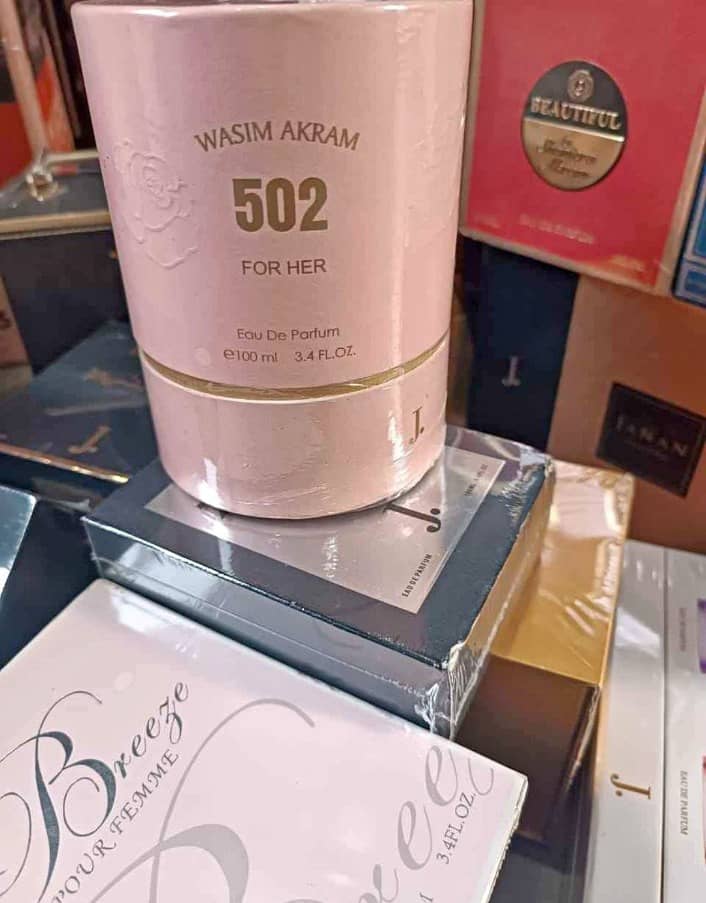 WASIM AKRAM
502
FOR HER
Eau De Parfum
e100 ml 3.4 FL.OZ.
J.
BEAUTIFUL
J.
JANAN
J.
EAU DE PARFUM
Breeze
POUR FEMME
3.4FL.OZ.
J.
EAU DE PARFUM